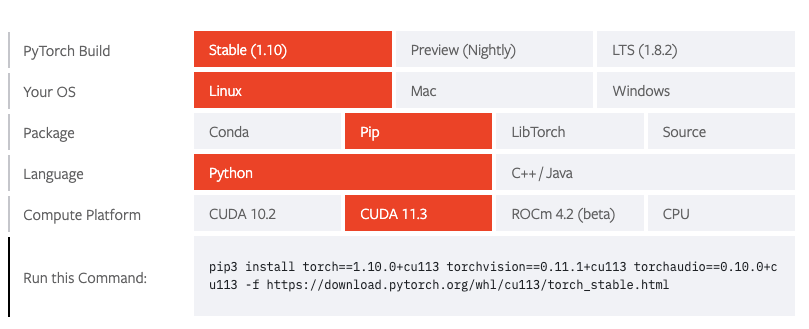 PyTorch Build Stable (1.10) Preview (Nightly) LTS (1.8.2)
Your OS Linux Mac Windows
Package Conda Pip LibTorch Source
Language Python C++ / Java
Compute Platform CUDA 10.2 CUDA 11.3 ROCm 4.2 (beta) CPU
Run this Command: pip3 install torch==1.10.0+cu113 torchvision==0.11.1+cu113 torchaudio==0.10.0+c
u113 -f https://download.pytorch.org/whl/cu113/torch_stable.html